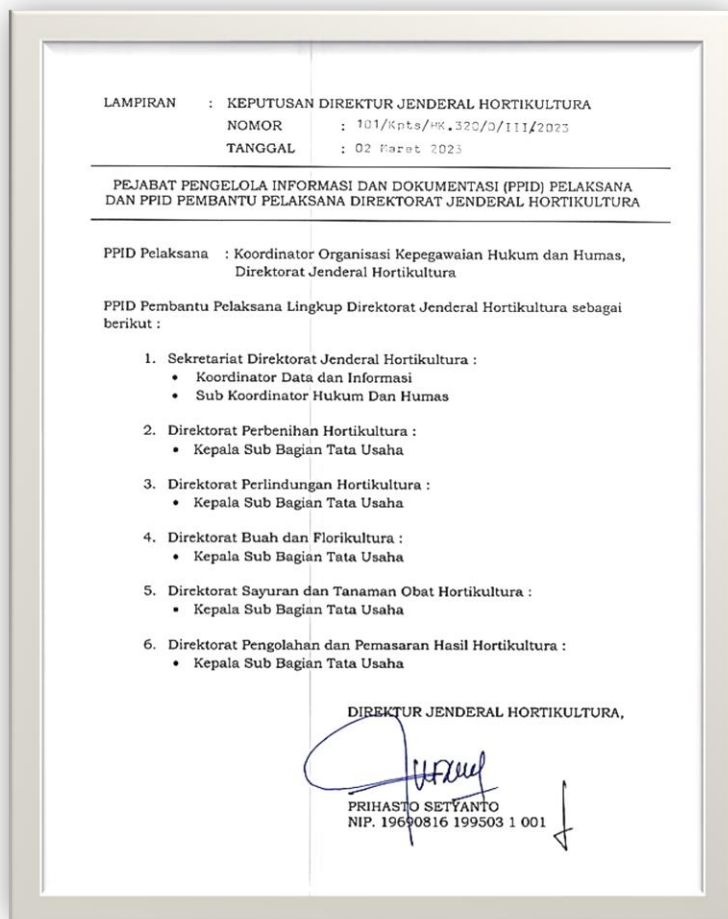 LAMPIRAN : KEPUTUSAN DIREKTUR JENDERAL HORTIKULTURA
NOMOR : 101/Kpts/HK.320/D/III/2023
TANGGAL : 02 Maret 2023
PEJABAT PENGELOLA INFORMASI DAN DOKUMENTASI (PPID) PELAKSANA
DAN PPID PEMBANTU PELAKSANA DIREKTORAT JENDERAL HORTIKULTURA
PPID Pelaksana : Koordinator Organisasi Kepegawaian Hukum dan Humas,
Direktorat Jenderal Hortikultura
PPID Pembantu Pelaksana Lingkup Direktorat Jenderal Hortikultura sebagai
berikut :
1. Sekretariat Direktorat Jenderal Hortikultura :
• Koordinator Data dan Informasi
• Sub Koordinator Hukum Dan Humas
2. Direktorat Perbenihan Hortikultura :
• Kepala Sub Bagian Tata Usaha
3. Direktorat Perlindungan Hortikultura :
• Kepala Sub Bagian Tata Usaha
4. Direktorat Buah dan Florikultura :
• Kepala Sub Bagian Tata Usaha
5. Direktorat Sayuran dan Tanaman Obat Hortikultura :
• Kepala Sub Bagian Tata Usaha
6. Direktorat Pengolahan dan Pemasaran Hasil Hortikultura :
• Kepala Sub Bagian Tata Usaha
DIREKTUR JENDERAL HORTIKULTURA,
PRIHASTO SETYANTO
NIP. 19690816 199503 1 001